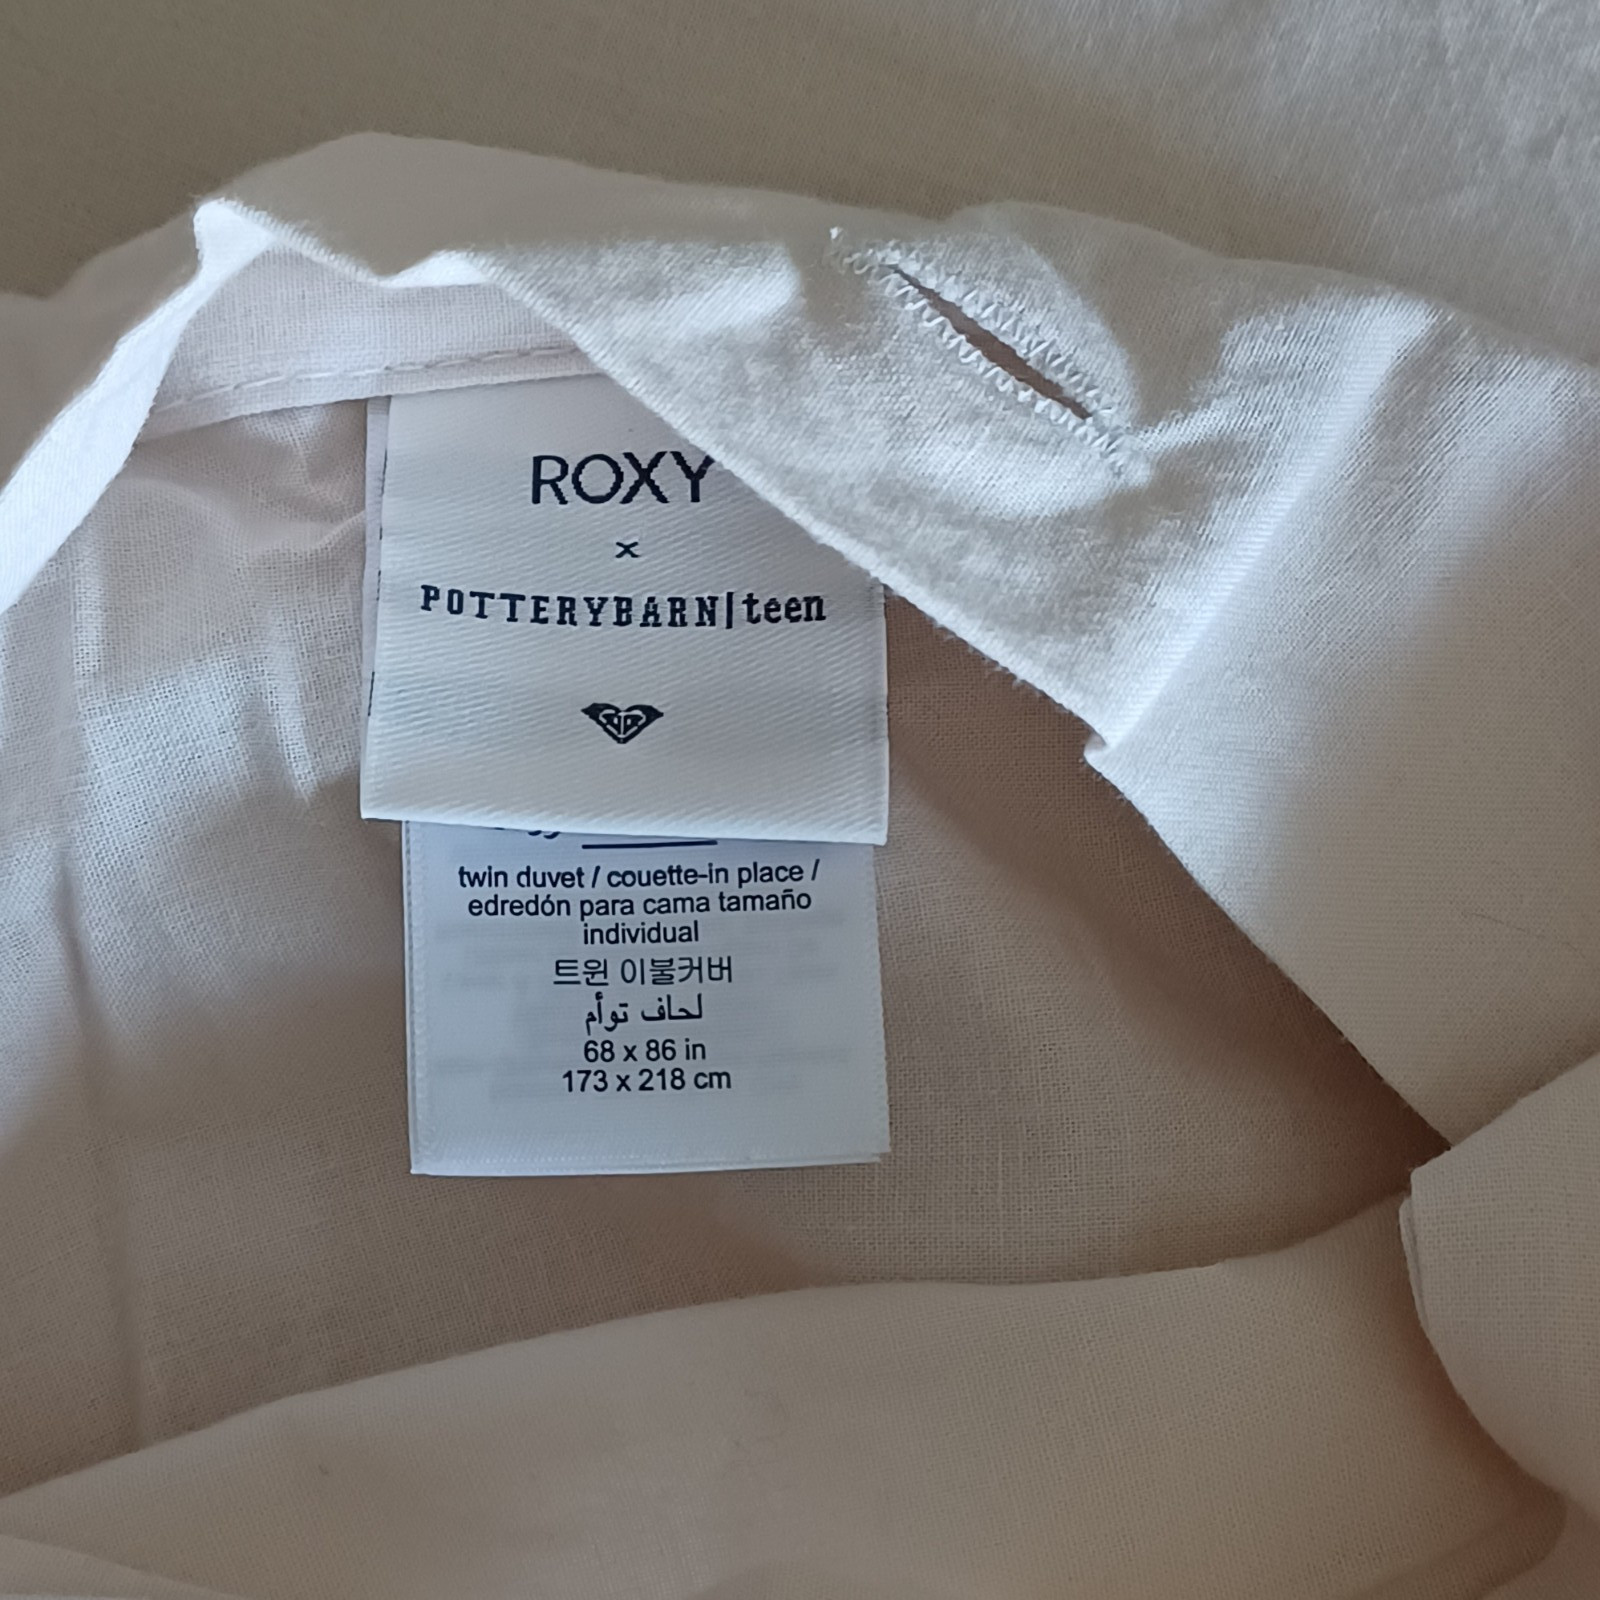 ROXY
x
POTTERYBARN|teen
twin duvet / couette-in place /
edredón para cama tamaño
individual
트윈 이불커버
لحاف توأم
68 x 86 in
173 x 218 cm